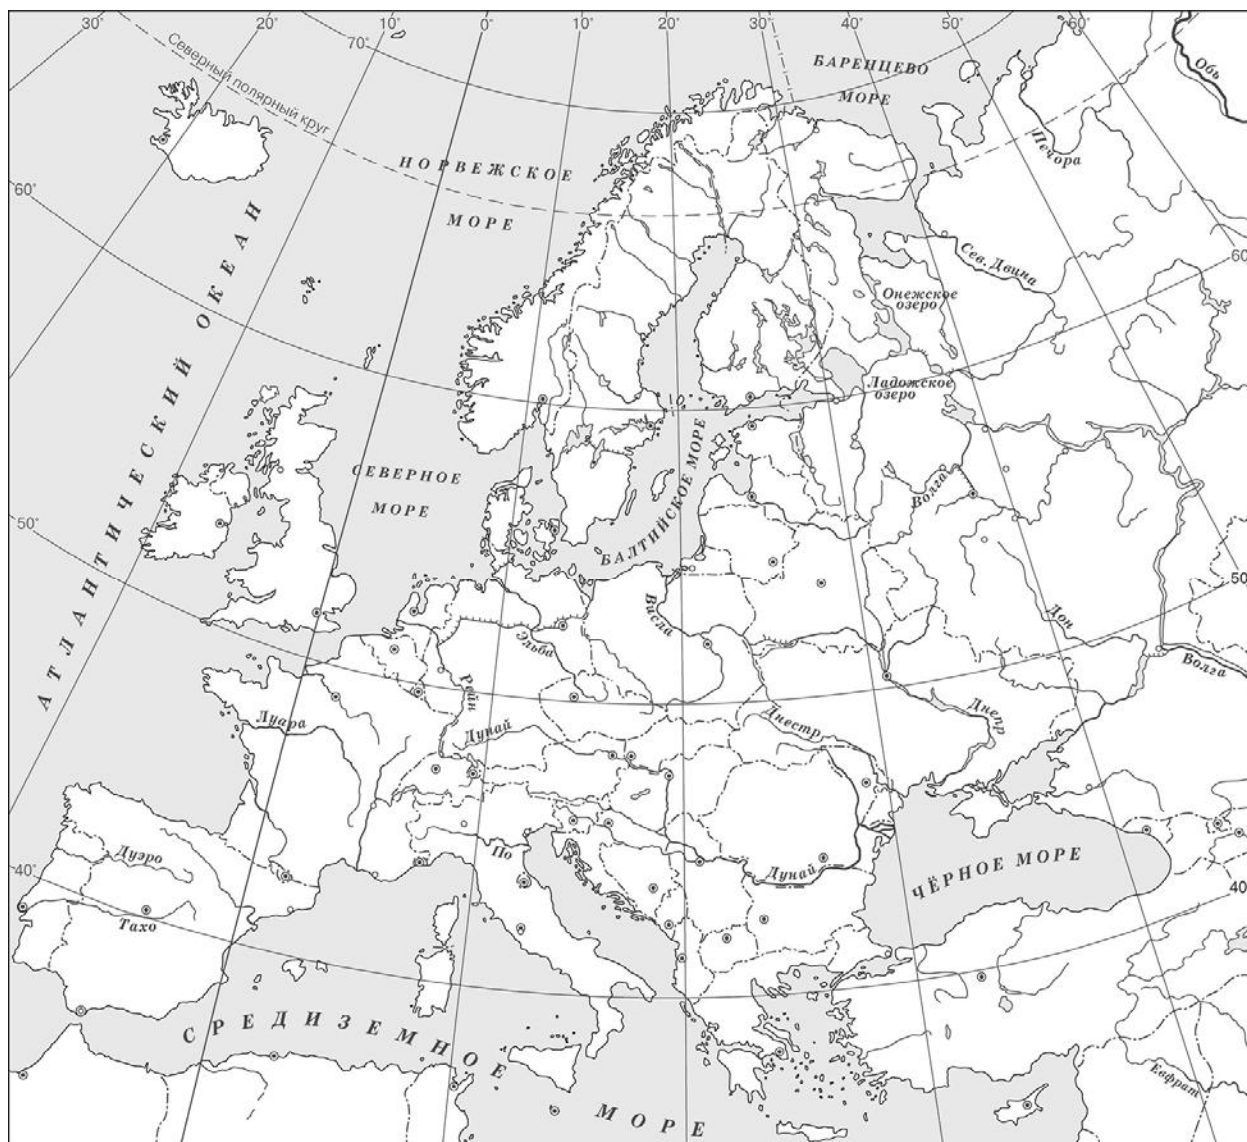 30°
20°
10°
0°
10°
20°
30°
40°
50°
60°
70°
Северный полярный круг
БАРЕНЦЕВО
МОРЕ
Обь
Печора
НОРВЕЖСКОЕ
МОРЕ
60°
АТЛАНТИЧЕСКИЙ ОКЕАН
Сев. Двина
60°
Онежское
озеро
Ладожское
озеро
СЕВЕРНОЕ
МОРЕ
БАЛТИЙСКОЕ МОРЕ
Волга
50°
50°
Висла
Эльба
Дон
Волга
Рейн
Луара
Дунай
Днестр
Днепр
По
Дуэро
Дунай
ЧЁРНОЕ МОРЕ
40°
40°
Тахо
СРЕДИЗЕМНОЕ
МОРЕ
Евфрат